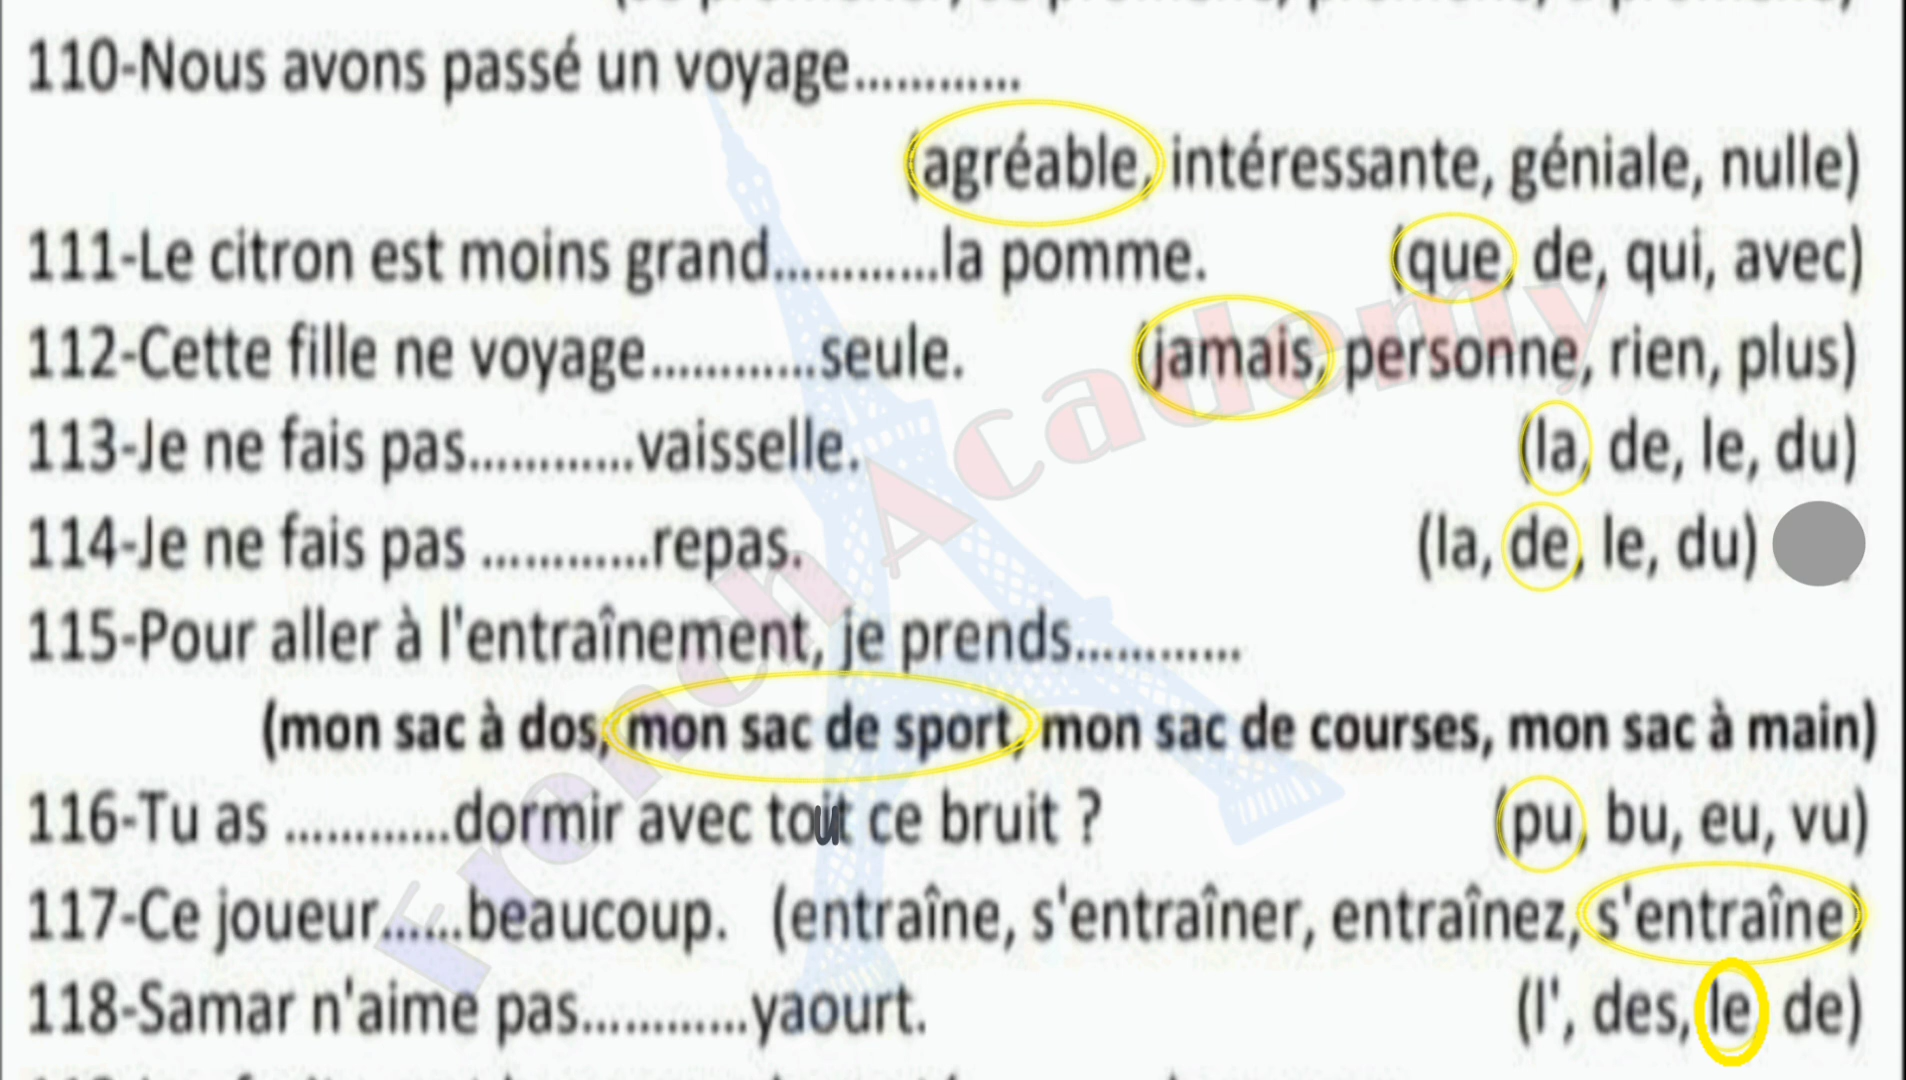 110-Nous avons passé un voyage............
(agréable, intéressante, géniale, nulle)
111-Le citron est moins grand............la pomme. (que, de, qui, avec)
112-Cette fille ne voyage............seule. (jamais, personne, rien, plus)
113-Je ne fais pas............vaisselle. (la, de, le, du)
114-Je ne fais pas ............repas. (la, de, le, du)
115-Pour aller à l'entraînement, je prends............
(mon sac à dos, mon sac de sport, mon sac de courses, mon sac à main)
116-Tu as ............dormir avec tout ce bruit ? (pu, bu, eu, vu)
117-Ce joueur......beaucoup. (entraîne, s'entraîner, entraînez, s'entraîne)
118-Samar n'aime pas............yaourt. (l', des, le, de)
French Academy